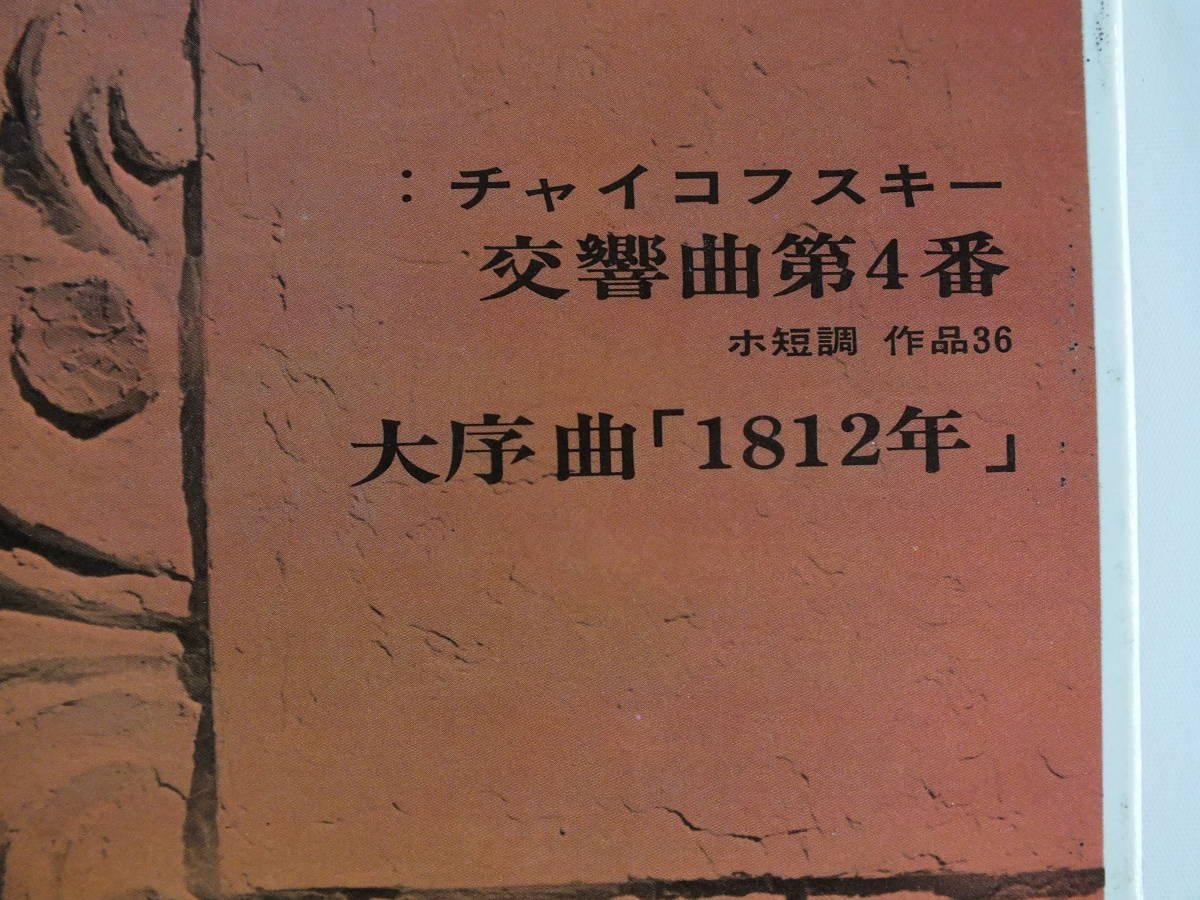 ：チャイコフスキー
交響曲第4番
ホ短調 作品36
大序曲「1812年」